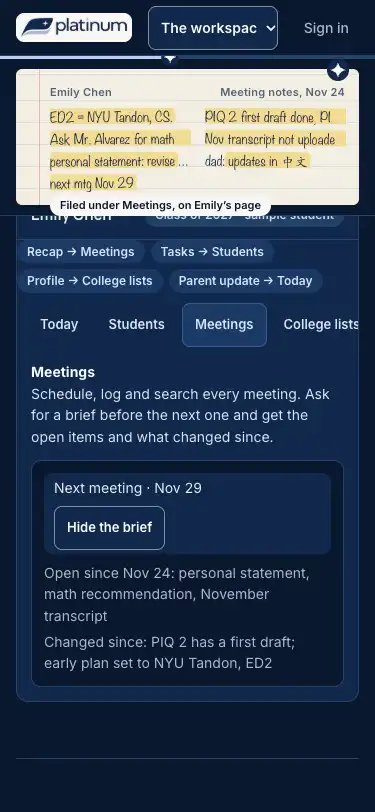 platinum
The workspac
Sign in
Emily Chen
Meeting notes, Nov 24
ED2 = NYU Tandon, CS.
Ask Mr. Alvarez for math
personal statement: revise ...
next mtg Nov 29
PIQ 2 first draft done, PI...
Nov transcript not uploade
dad: updates in 中文
Filed under Meetings, on Emily's page
Emily Chen
Class of 2027 · sample student
Recap → Meetings
Tasks → Students
Profile → College lists
Parent update → Today
Today
Students
Meetings
College lists
Meetings
Schedule, log and search every meeting. Ask
for a brief before the next one and get the
open items and what changed since.
Next meeting · Nov 29
Hide the brief
Open since Nov 24: personal statement,
math recommendation, November
transcript
Changed since: PIQ 2 has a first draft;
early plan set to NYU Tandon, ED2